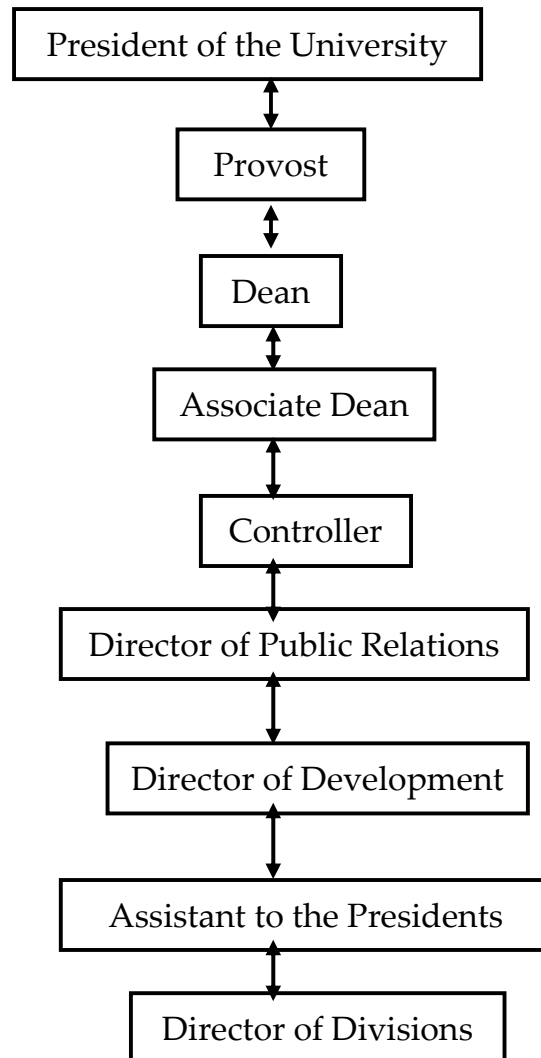 President of the University
Provost
Dean
Associate Dean
Controller
Director of Public Relations
Director of Development
Assistant to the Presidents
Director of Divisions